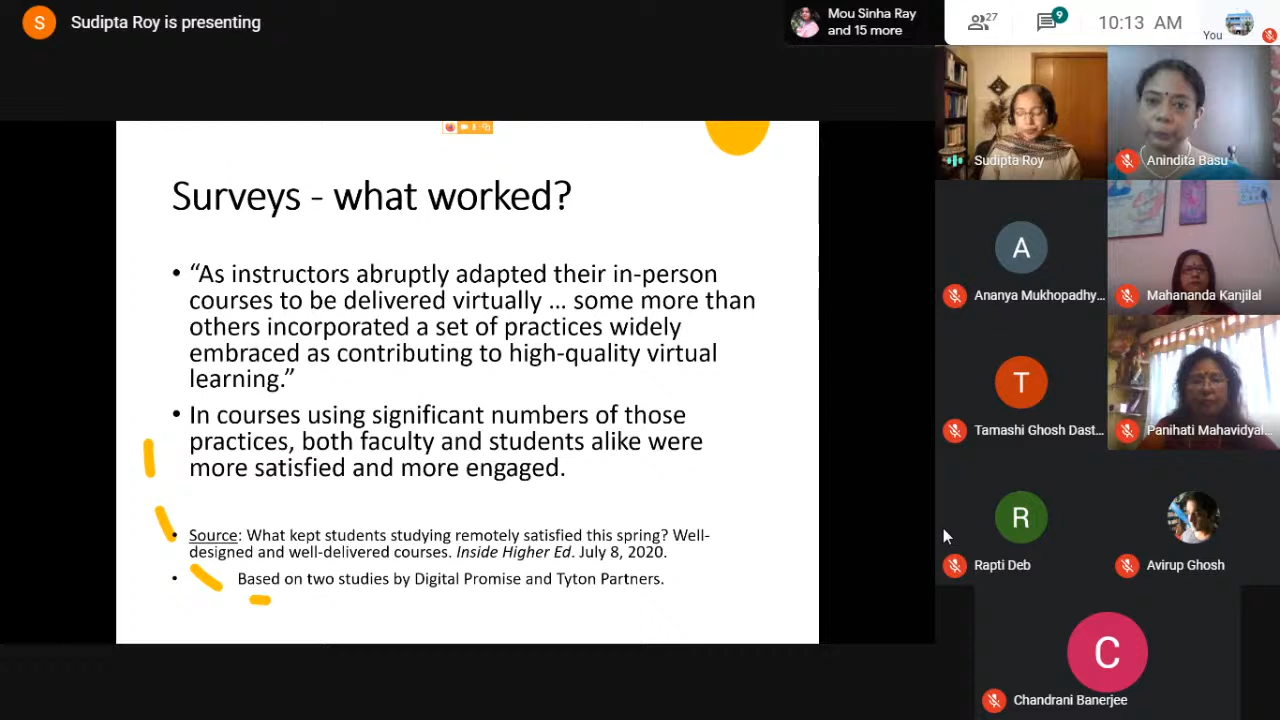 S
Sudipta Roy is presenting
Mou Sinha Ray
and 15 more
27
9
10:13 AM
You
Surveys - what worked?
• “As instructors abruptly adapted their in-person
courses to be delivered virtually … some more than
others incorporated a set of practices widely
embraced as contributing to high-quality virtual
learning.”
• In courses using significant numbers of those
practices, both faculty and students alike were
more satisfied and more engaged.
• Source: What kept students studying remotely satisfied this spring? Well-
designed and well-delivered courses. Inside Higher Ed. July 8, 2020.
• Based on two studies by Digital Promise and Tyton Partners.
Sudipta Roy
Anindita Basu
A
Ananya Mukhopadhy...
Mahananda Kanjilal
T
Tamashi Ghosh Dast...
Panihati Mahavidyal...
R
Rapti Deb
Avirup Ghosh
C
Chandrani Banerjee